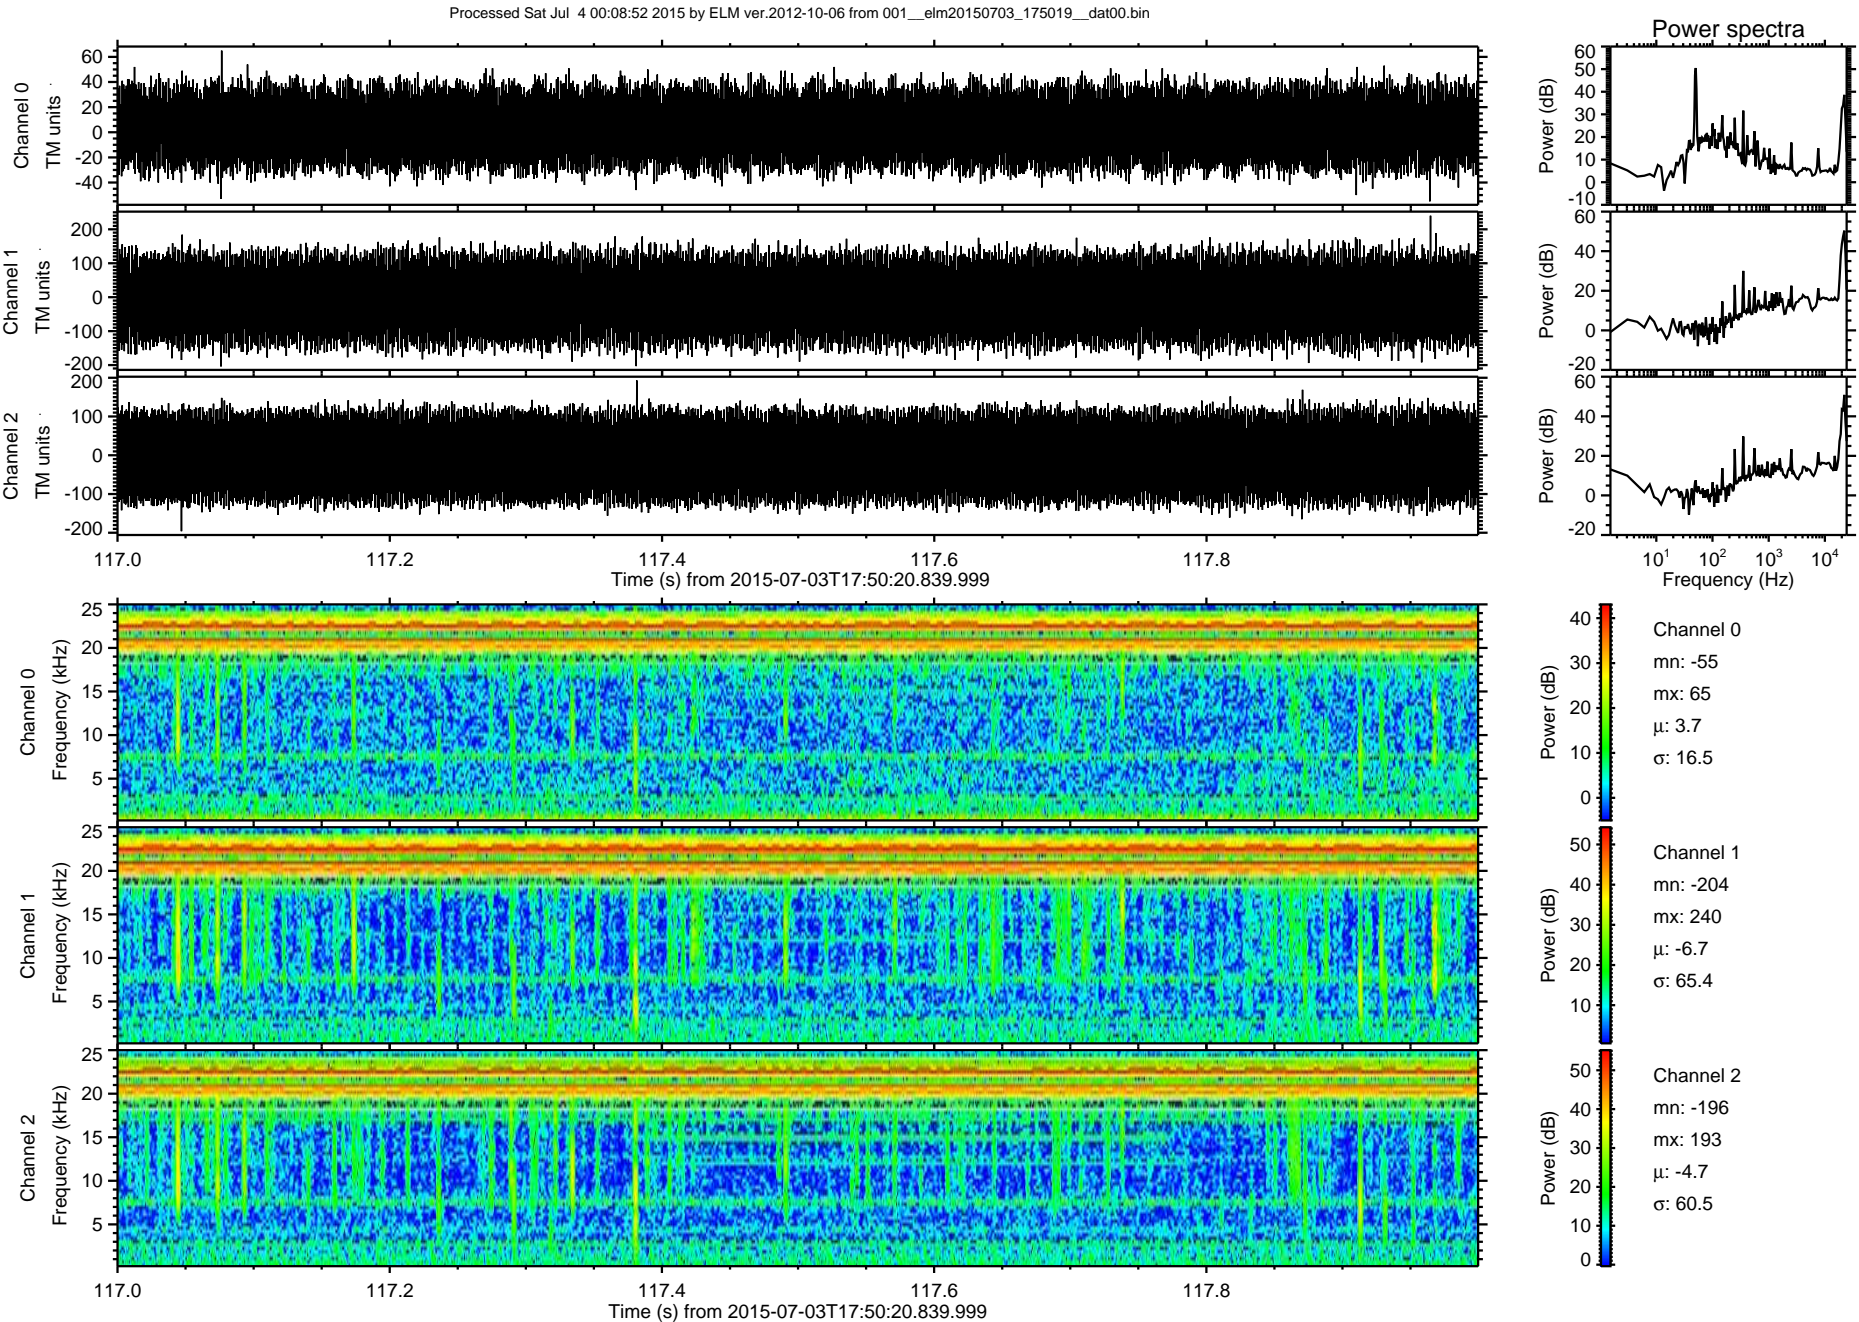 Processed Sat Jul  4 00:08:52 2015 by ELM ver.2012-10-06 from 001__elm20150703_175019__dat00.bin
Power spectra
Channel 0
TM units
60
40
20
0
-20
-40
Power (dB)
60
50
40
30
20
10
0
-10
Channel 1
TM units
200
100
0
-100
-200
Power (dB)
60
40
20
0
-20
Channel 2
TM units
200
100
0
-100
-200
Power (dB)
60
40
20
0
-20
117.0 117.2 117.4 117.6 117.8
Time (s) from 2015-07-03T17:50:20.839.999
10^1 10^2 10^3 10^4
Frequency (Hz)
Channel 0
Frequency (kHz)
25
20
15
10
5
Power (dB)
40
30
20
10
0
Channel 0
mn: -55
mx: 65
μ: 3.7
σ: 16.5
Channel 1
Frequency (kHz)
25
20
15
10
5
Power (dB)
50
40
30
20
10
Channel 1
mn: -204
mx: 240
μ: -6.7
σ: 65.4
Channel 2
Frequency (kHz)
25
20
15
10
5
Power (dB)
50
40
30
20
10
0
Channel 2
mn: -196
mx: 193
μ: -4.7
σ: 60.5
117.0 117.2 117.4 117.6 117.8
Time (s) from 2015-07-03T17:50:20.839.999